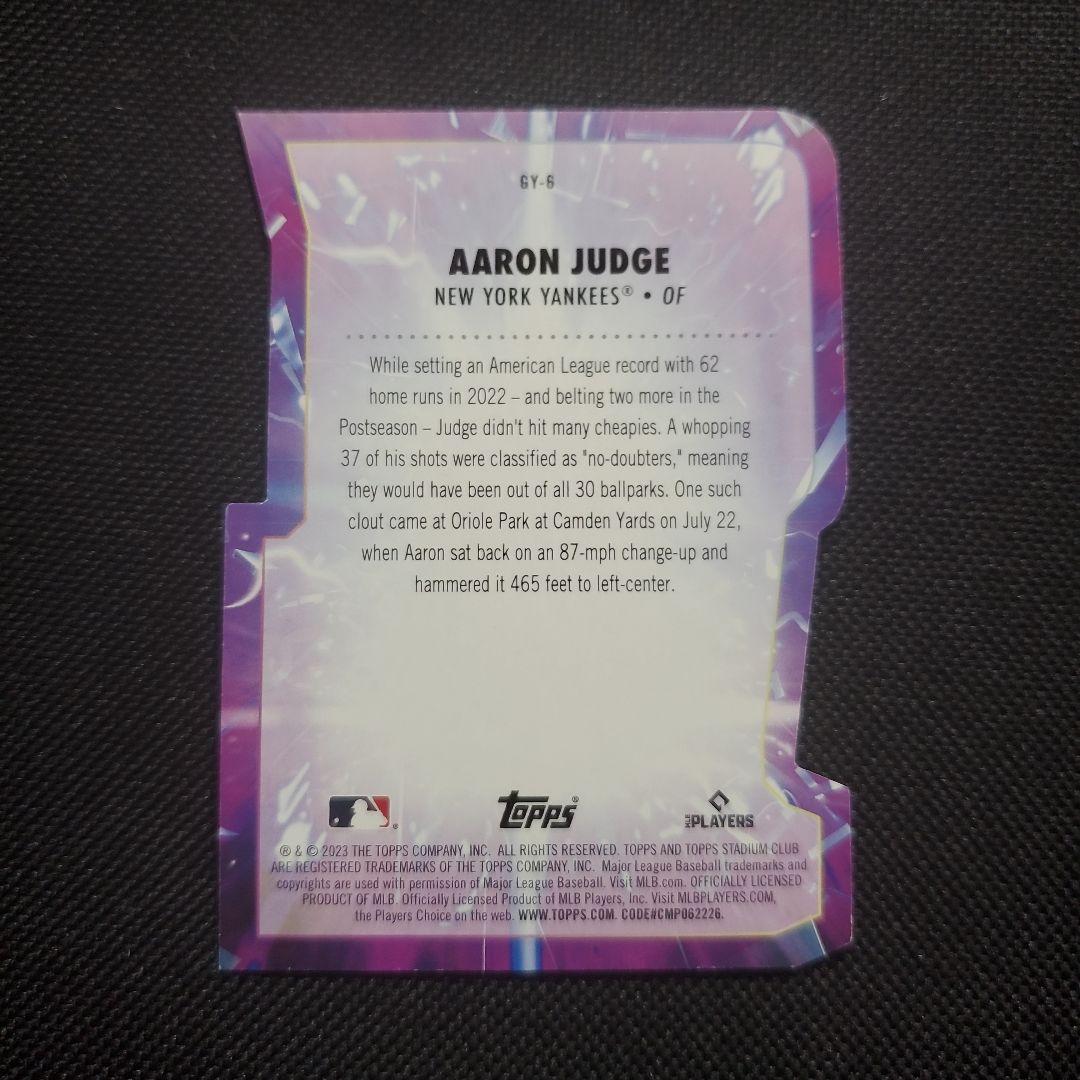 GY-6
AARON JUDGE
NEW YORK YANKEES® • OF
While setting an American League record with 62
home runs in 2022 – and belting two more in the
Postseason – Judge didn't hit many cheapies. A whopping
37 of his shots were classified as "no-doubters," meaning
they would have been out of all 30 ballparks. One such
clout came at Oriole Park at Camden Yards on July 22,
when Aaron sat back on an 87-mph change-up and
hammered it 465 feet to left-center.
® topps® MLB PLAYERS
® & © 2023 THE TOPPS COMPANY, INC. ALL RIGHTS RESERVED. TOPPS AND TOPPS STADIUM CLUB
ARE REGISTERED TRADEMARKS OF THE TOPPS COMPANY, INC. Major League Baseball trademarks and
copyrights are used with permission of Major League Baseball. Visit MLB.com. OFFICIALLY LICENSED
PRODUCT OF MLB. Officially Licensed Product of MLB Players, Inc. Visit MLBPLAYERS.COM,
the Players Choice on the web. WWW.TOPPS.COM. CODE#CMP062226.